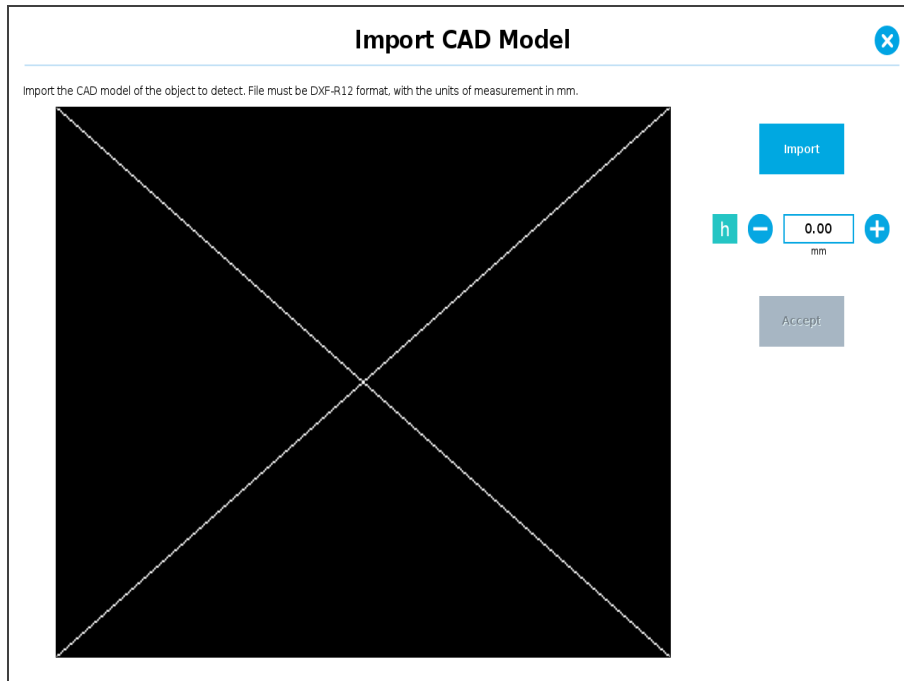 Import CAD Model
Import the CAD model of the object to detect. File must be DXF-R12 format, with the units of measurement in mm.
Import
h 0.00
mm
Accept